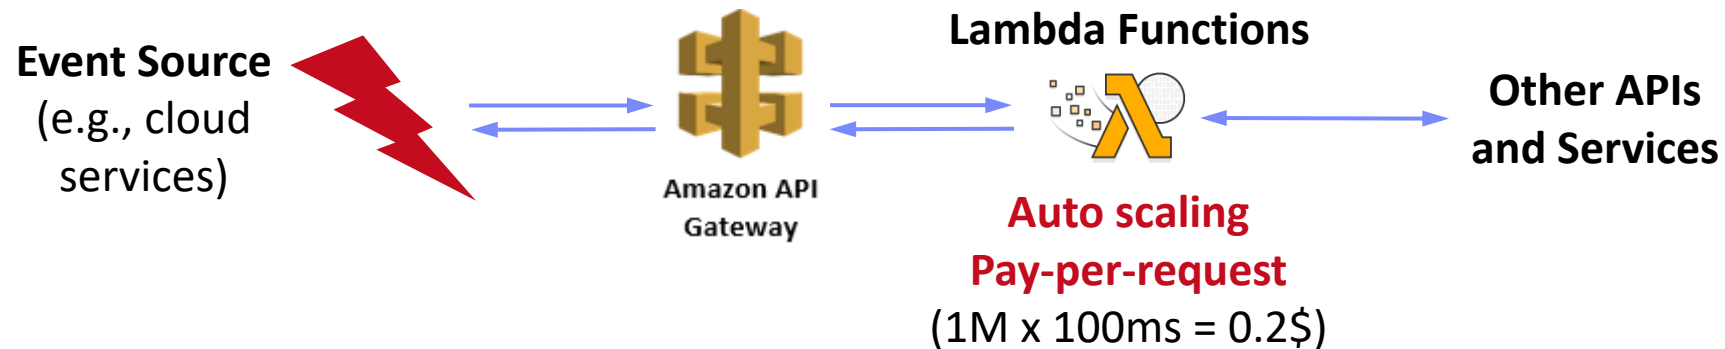 Event Source
(e.g., cloud
services)
Amazon API
Gateway
Lambda Functions
Auto scaling
Pay-per-request
(1M x 100ms = 0.2$)
Other APIs
and Services